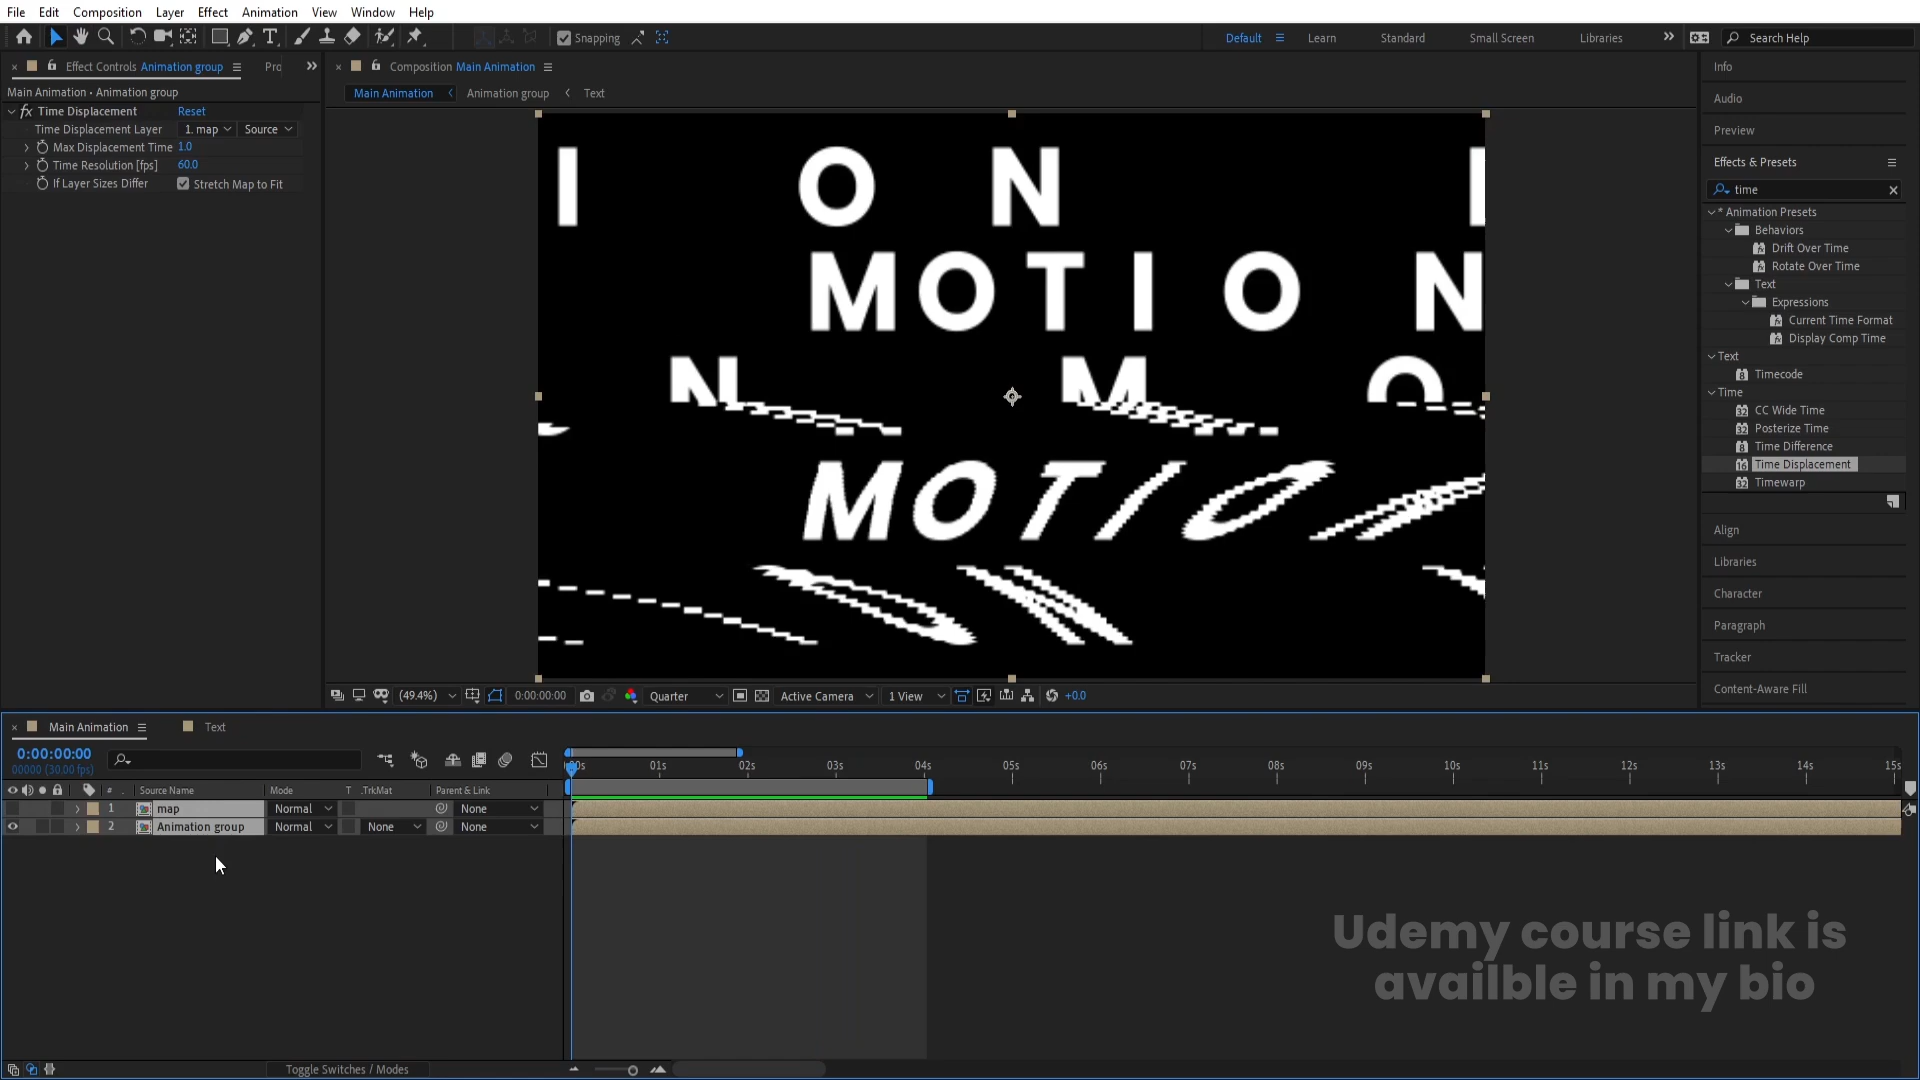 File Edit Composition Layer Effect Animation View Window Help
Snapping Default Learn Standard Small Screen Libraries Search Help
Effect Controls Animation group Pro
Main Animation • Animation group
fx Time Displacement Reset
Time Displacement Layer 1. map Source
Max Displacement Time 1.0
Time Resolution [fps] 60.0
If Layer Sizes Differ Stretch Map to Fit
Composition Main Animation
Main Animation Animation group Text
I O N
MOTION
N M O
MOTION
(49.4%) 0:00:00:00 Quarter Active Camera 1 View +0.0
Info
Audio
Preview
Effects & Presets
time
* Animation Presets
Behaviors
Drift Over Time
Rotate Over Time
Text
Expressions
Current Time Format
Display Comp Time
Text
Timecode
Time
CC Wide Time
Posterize Time
Time Difference
Time Displacement
Timewarp
Align
Libraries
Character
Paragraph
Tracker
Content-Aware Fill
Main Animation Text
0:00:00:00
00000 (30.00 fps)
# Source Name Mode T .TrkMat Parent & Link
1 map Normal None
2 Animation group Normal None None
:00s 01s 02s 03s 04s 05s 06s 07s 08s 09s 10s 11s 12s 13s 14s 15s
Udemy course link is
availble in my bio
Toggle Switches / Modes